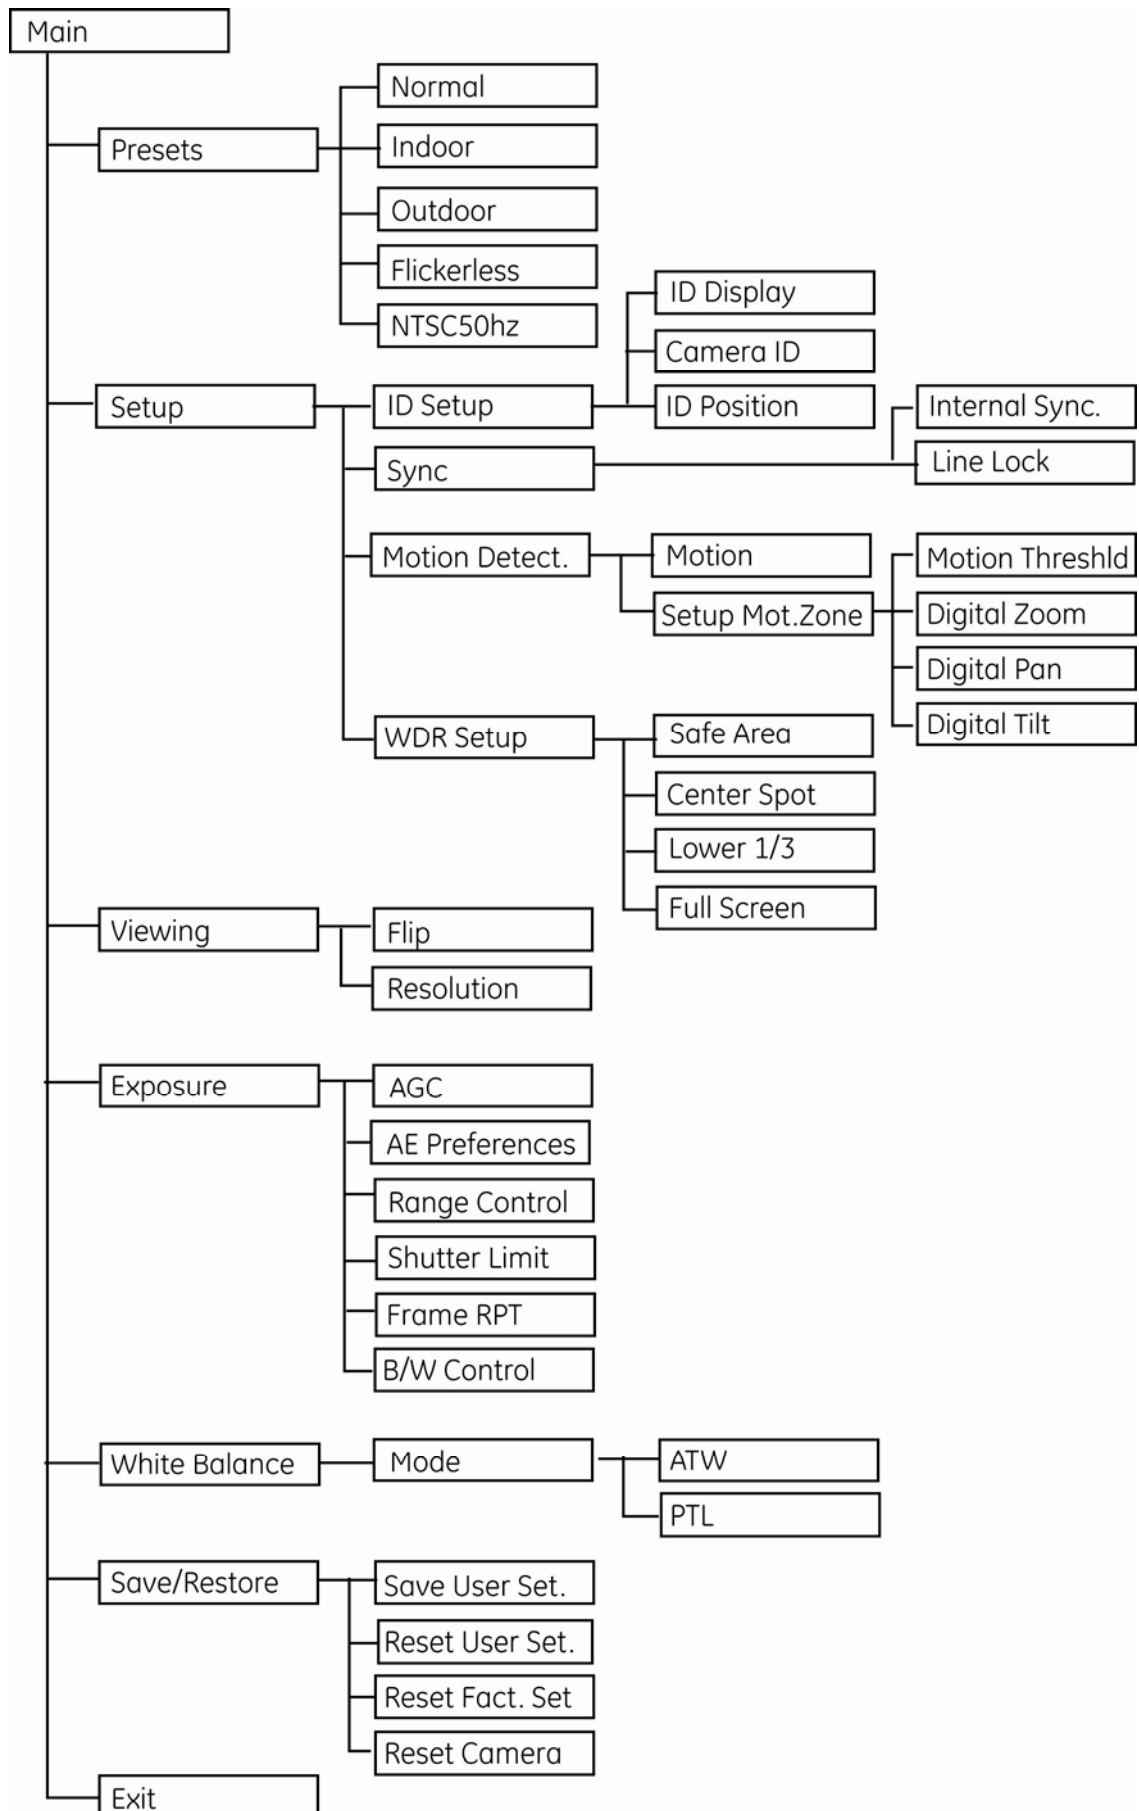 Main
Presets
Normal
Indoor
Outdoor
Flickerless
NTSC50hz
Setup
ID Setup
ID Display
Camera ID
ID Position
Sync
Internal Sync.
Line Lock
Motion Detect.
Motion
Setup Mot.Zone
Motion Threshld
Digital Zoom
Digital Pan
Digital Tilt
WDR Setup
Safe Area
Center Spot
Lower 1/3
Full Screen
Viewing
Flip
Resolution
Exposure
AGC
AE Preferences
Range Control
Shutter Limit
Frame RPT
B/W Control
White Balance
Mode
ATW
PTL
Save/Restore
Save User Set.
Reset User Set.
Reset Fact. Set
Reset Camera
Exit